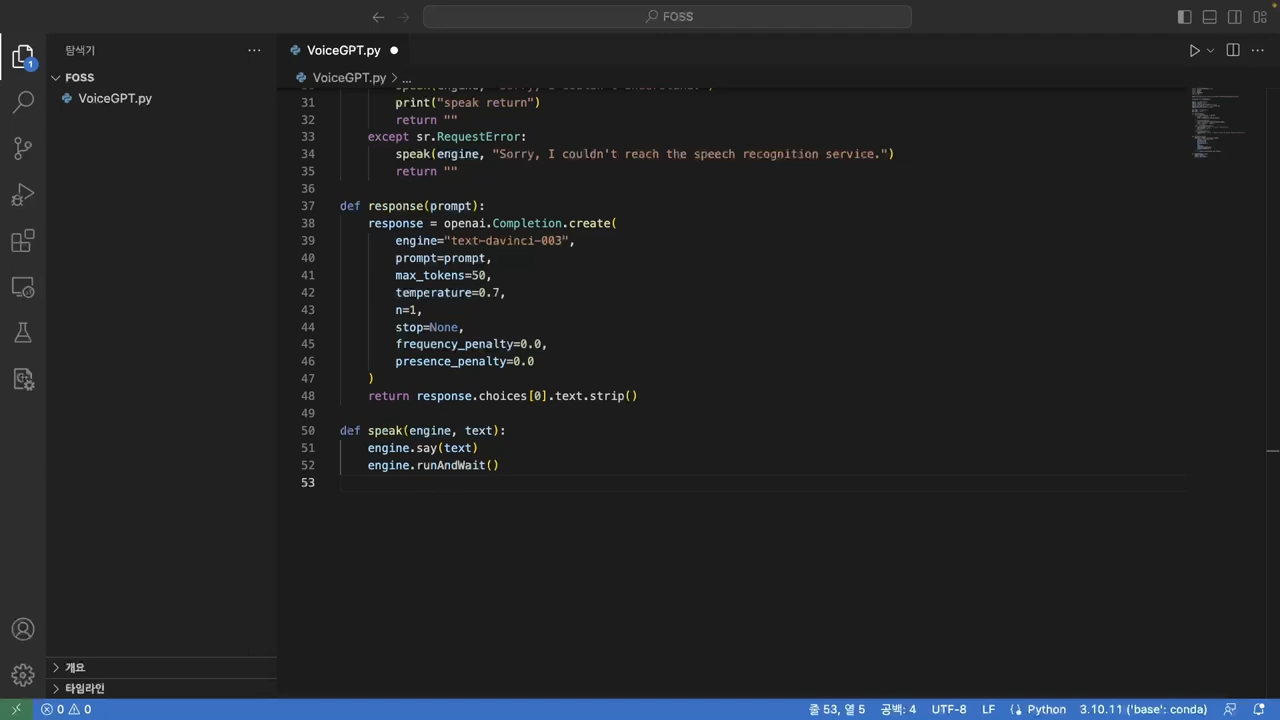 FOSS
탐색기
VoiceGPT.py
1
FOSS
VoiceGPT.py > ...
VoiceGPT.py
31 print("speak return")
32 return ""
33 except sr.RequestError:
34 speak(engine, "Sorry, I couldn't reach the speech recognition service.")
35 return ""
36
37 def response(prompt):
38 response = openai.Completion.create(
39 engine="text-davinci-003",
40 prompt=prompt,
41 max_tokens=50,
42 temperature=0.7,
43 n=1,
44 stop=None,
45 frequency_penalty=0.0,
46 presence_penalty=0.0
47 )
48 return response.choices[0].text.strip()
49
50 def speak(engine, text):
51 engine.say(text)
52 engine.runAndWait()
53
개요
타임라인
0 0 줄 53, 열 5 공백: 4 UTF-8 LF Python 3.10.11 ('base': conda)